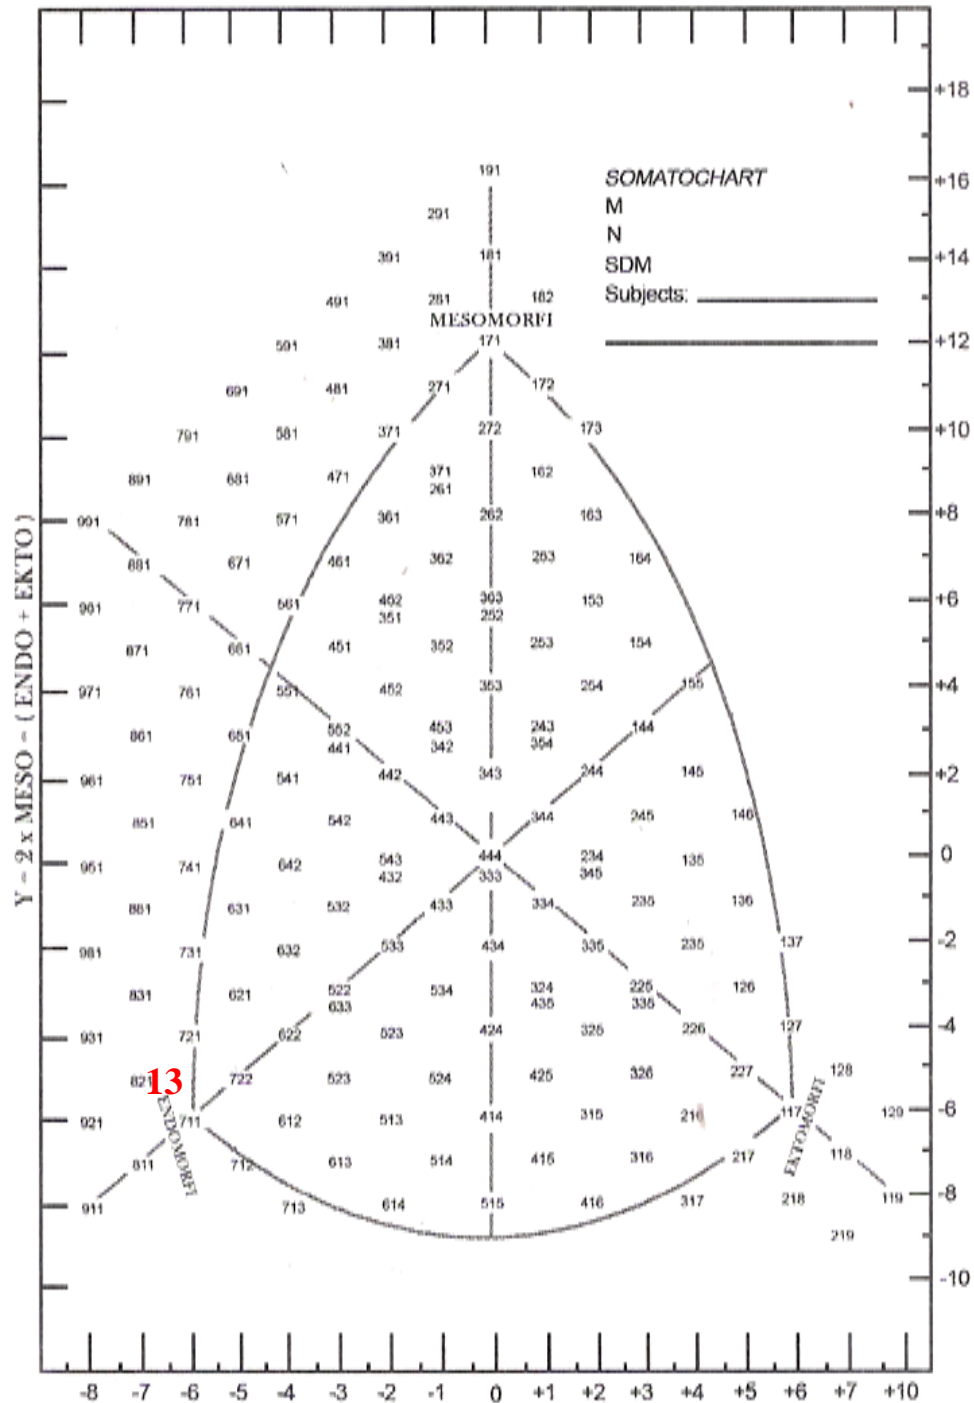 +18
191
SOMATOCHART
+16
M
291
N
391 181
+14
SDM
491 281 182
Subjects:
MESOMORFI
591 381 171
+12
691 481 271 172
791 581 371 272 173
+10
891 681 471 371 162
261
991 781 571 361 262 163
+8
881 671 461 362 263 164
981 771 561 462 363 153
+6
351 252
871 661 451 352 253 154
971 761 551 452 353 254 155
+4
861 651 552 453 243 144
441 342 354
961 751 541 442 343 244 145
+2
851 641 542 443 344 245 146
951 741 642 543 444 234 135
0
432 333 345
881 631 532 433 334 235 136
981 731 632 533 434 335 235 137
-2
831 621 522 534 324 225 126
633 435 335
931 721 622 523 424 325 226 127
-4
821 13 722 523 524 425 326 227 128
921 711 612 513 414 315 216 117 129
-6
ENDOMORFI
EKTOMORFI
811 712 613 514 415 316 217 118
911 713 614 515 416 317 218 119
-8
219
-10
-8 -7 -6 -5 -4 -3 -2 -1 0 +1 +2 +3 +4 +5 +6 +7 +10
Y - 2 x MESO - ( ENDO + EKTO )